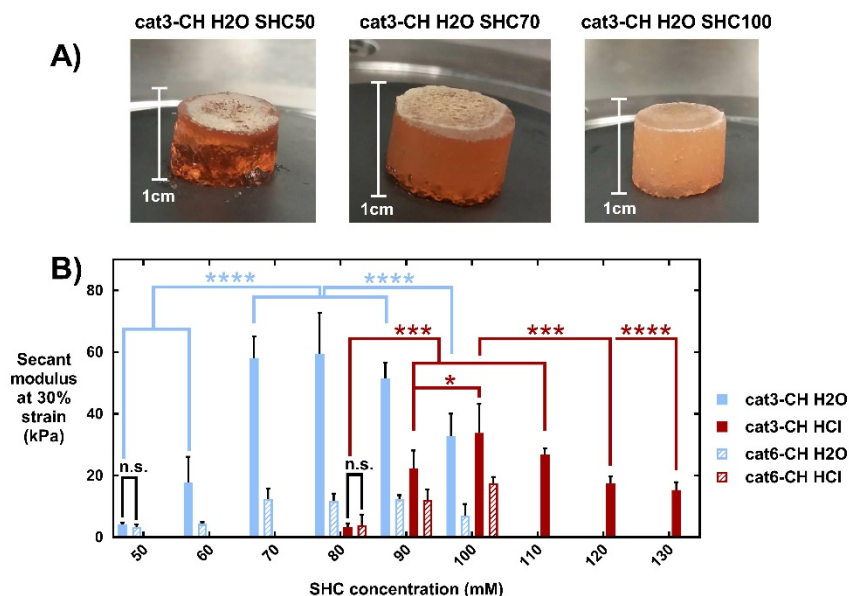 cat3-CH H2O SHC50
cat3-CH H2O SHC70
cat3-CH H2O SHC100
A)
1cm
1cm
1cm
B)
****
****
80
***
***
****
Secant
modulus
at 30%
strain
(kPa)
60
*
40
cat3-CH H2O
cat3-CH HCl
n.s.
n.s.
20
cat6-CH H2O
cat6-CH HCl
0
50
60
70
80
90
100
110
120
130
SHC concentration (mM)